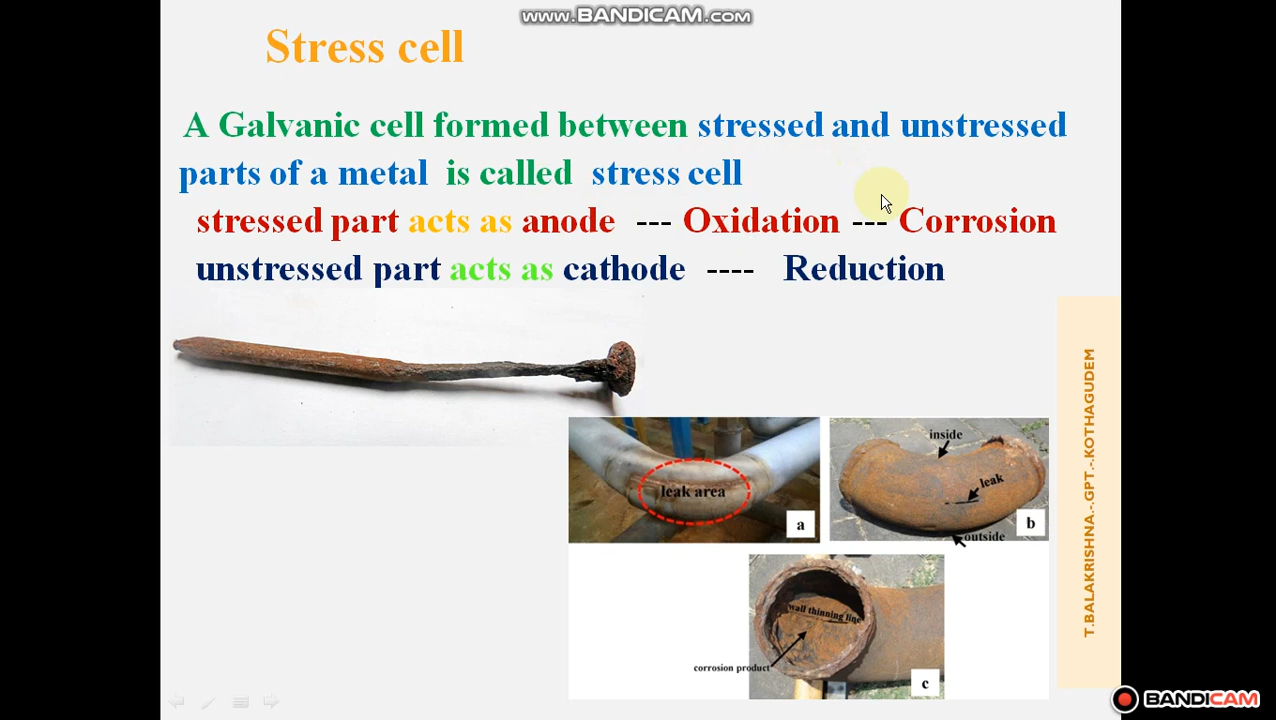 www.BANDICAM.com
Stress cell
A Galvanic cell formed between stressed and unstressed
parts of a metal is called stress cell
stressed part acts as anode --- Oxidation --- Corrosion
unstressed part acts as cathode ---- Reduction
T.BALAKRISHNA.-.GPT.-.KOTHAGUDEM
leak area
a
inside
leak
outside
b
wall thinning line
corrosion product
c
BANDICAM